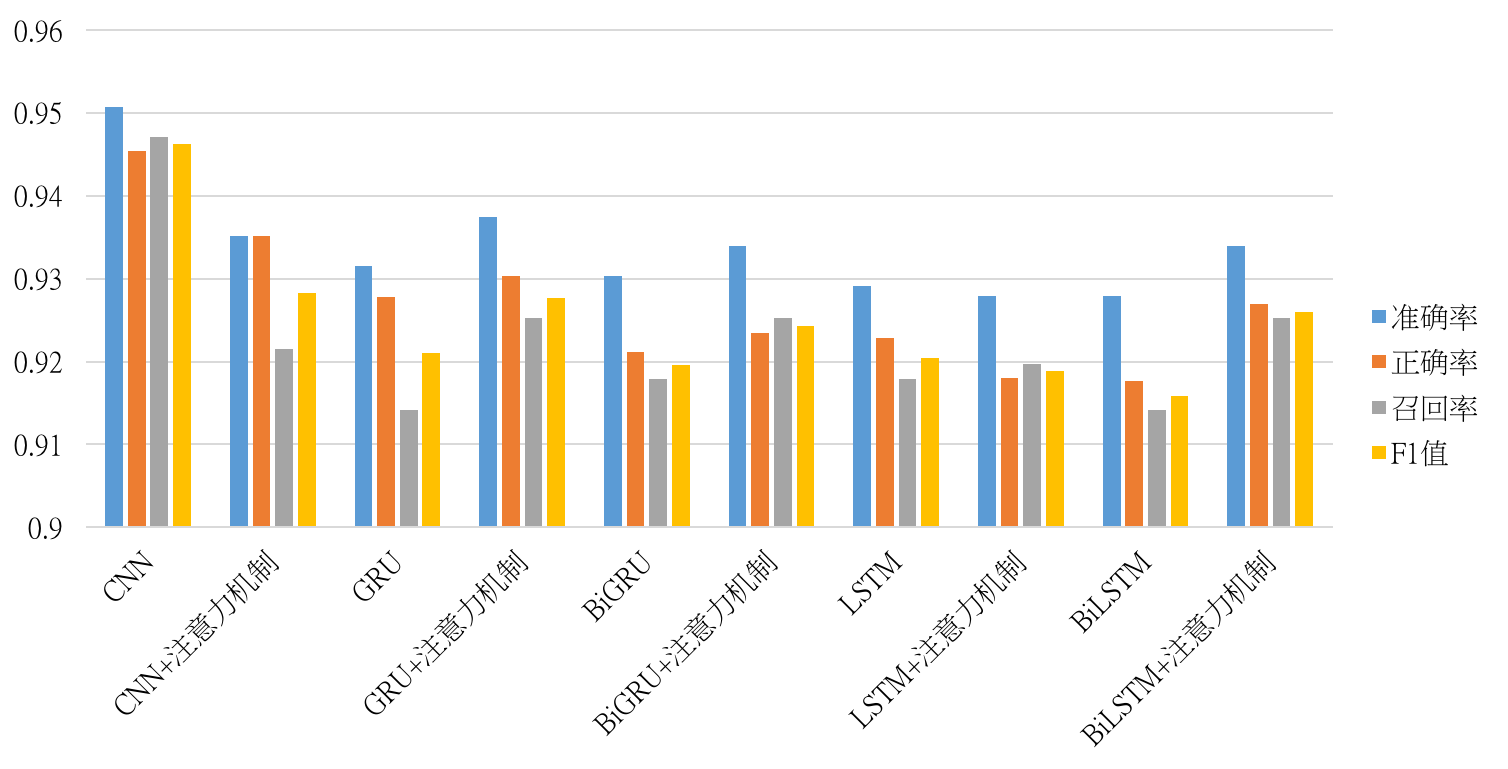 0.96
0.95
0.94
0.93
0.92
0.91
0.9
CNN
CNN+注意力机制
GRU
GRU+注意力机制
BiGRU
BiGRU+注意力机制
LSTM
LSTM+注意力机制
BiLSTM
BiLSTM+注意力机制
准确率
正确率
召回率
F1值